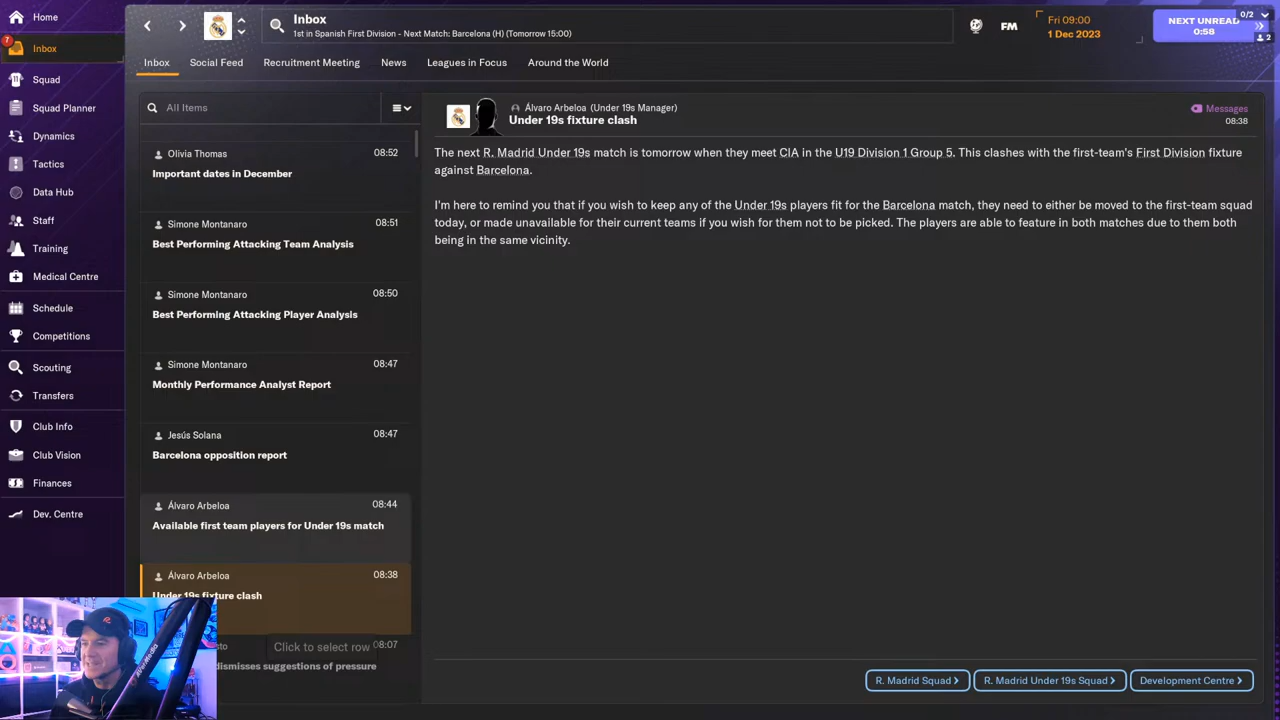 Home
7
Inbox
Squad
Squad Planner
Dynamics
Tactics
Data Hub
Staff
Training
Medical Centre
Schedule
Competitions
Scouting
Transfers
Club Info
Club Vision
Finances
Dev. Centre
Inbox
1st in Spanish First Division - Next Match: Barcelona (H) (Tomorrow 15:00)
FM
Fri 09:00
1 Dec 2023
NEXT UNREAD
0:58
0/2
2
Inbox
Social Feed
Recruitment Meeting
News
Leagues in Focus
Around the World
All Items
Olivia Thomas 08:52
Important dates in December
Simone Montanaro 08:51
Best Performing Attacking Team Analysis
Simone Montanaro 08:50
Best Performing Attacking Player Analysis
Simone Montanaro 08:47
Monthly Performance Analyst Report
Jesús Solana 08:47
Barcelona opposition report
Álvaro Arbeloa 08:44
Available first team players for Under 19s match
Álvaro Arbeloa 08:38
Under 19s fixture clash
Click to select row
08:07
dismisses suggestions of pressure
Álvaro Arbeloa (Under 19s Manager)
Under 19s fixture clash
Messages
08:38
The next R. Madrid Under 19s match is tomorrow when they meet CIA in the U19 Division 1 Group 5. This clashes with the first-team's First Division fixture
against Barcelona.
I'm here to remind you that if you wish to keep any of the Under 19s players fit for the Barcelona match, they need to either be moved to the first-team squad
today, or made unavailable for their current teams if you wish for them not to be picked. The players are able to feature in both matches due to them both
being in the same vicinity.
R. Madrid Squad
R. Madrid Under 19s Squad
Development Centre